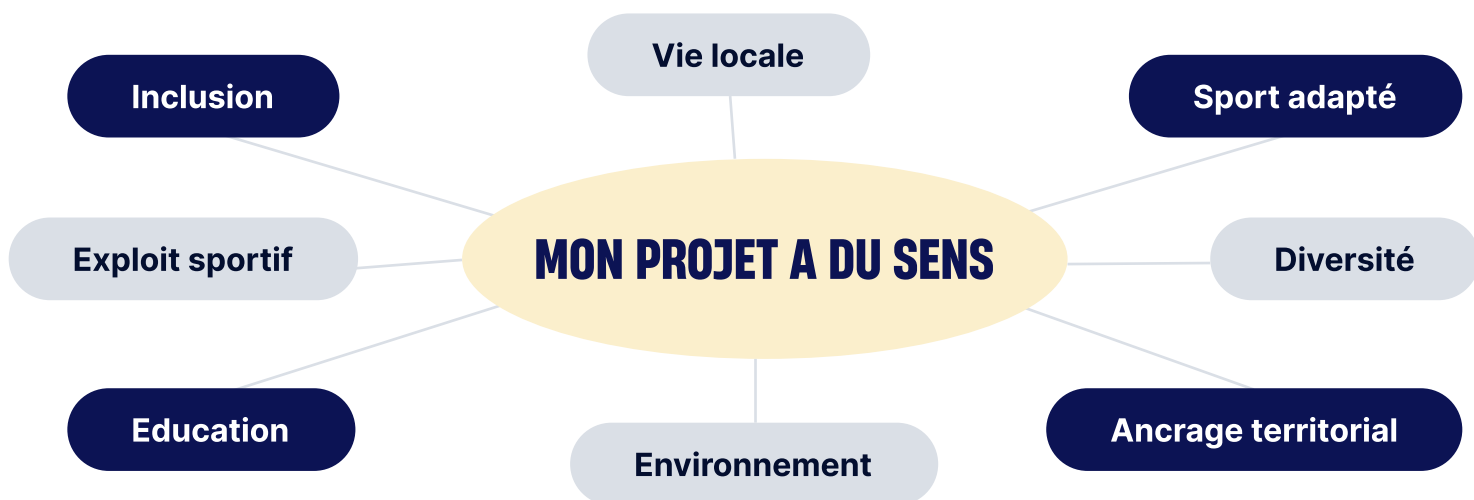 Vie locale
Inclusion
Sport adapté
Exploit sportif
MON PROJET A DU SENS
Diversité
Education
Ancrage territorial
Environnement